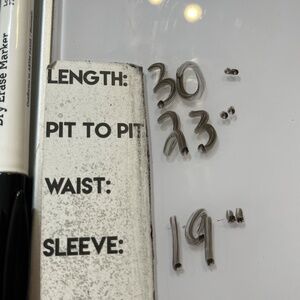 LENGTH: 30"
PIT TO PIT 23"
WAIST:
SLEEVE: 19"
Dry Erase Marker